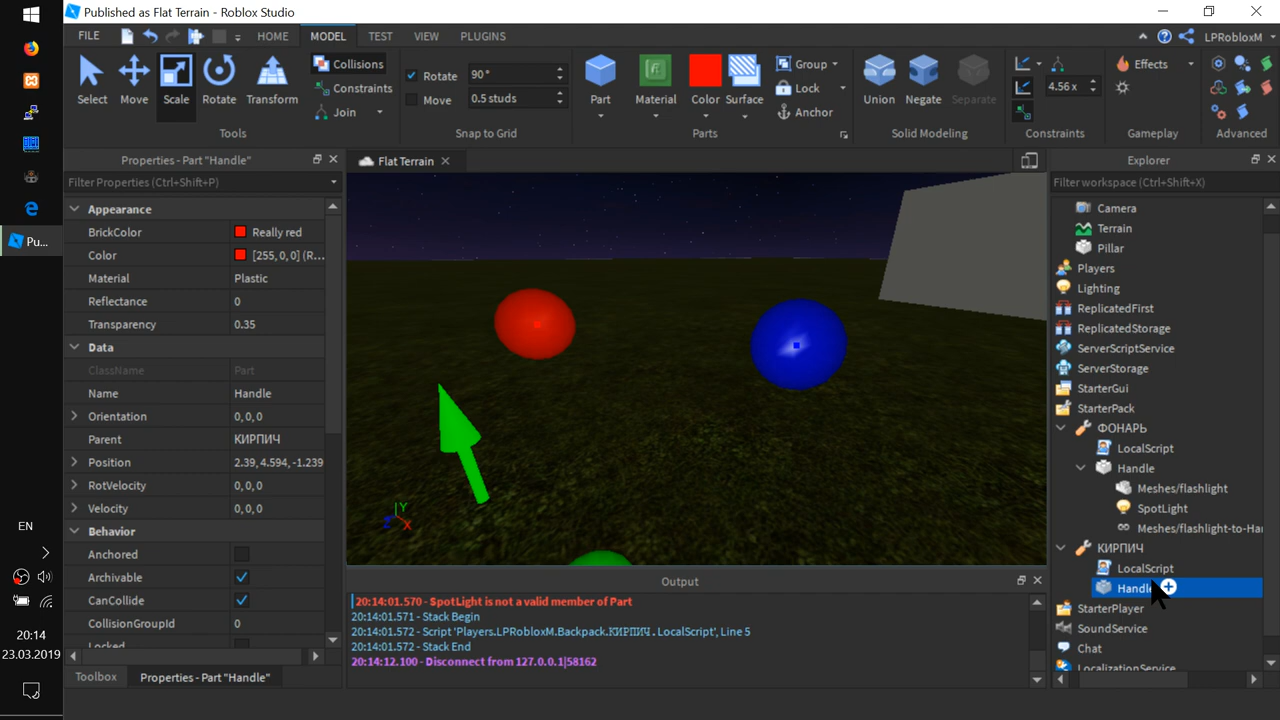 Published as Flat Terrain - Roblox Studio
FILE HOME MODEL TEST VIEW PLUGINS LPRobloxM
Select Move Scale Rotate Transform
Collisions
Constraints
Join
Tools
Rotate 90°
Move 0.5 studs
Snap to Grid
Part Material Color Surface
Group
Lock
Anchor
Parts
Union Negate Separate
Solid Modeling
4.56 x
Constraints
Effects
Gameplay
Advanced
Properties - Part "Handle"
Filter Properties (Ctrl+Shift+P)
Appearance
BrickColor Really red
Color [255, 0, 0] (R...
Material Plastic
Reflectance 0
Transparency 0.35
Data
ClassName Part
Name Handle
Orientation 0, 0, 0
Parent КИРПИЧ
Position 2.39, 4.594, -1.239
RotVelocity 0, 0, 0
Velocity 0, 0, 0
Behavior
Anchored
Archivable
CanCollide
CollisionGroupId 0
Locked
Toolbox Properties - Part "Handle"
Flat Terrain
Y
Z
X
Output
20:14:01.570 - SpotLight is not a valid member of Part
20:14:01.571 - Stack Begin
20:14:01.572 - Script 'Players.LPRobloxM.Backpack.КИРПИЧ.LocalScript', Line 5
20:14:01.572 - Stack End
20:14:12.100 - Disconnect from 127.0.0.1|58162
Explorer
Filter workspace (Ctrl+Shift+X)
Camera
Terrain
Pillar
Players
Lighting
ReplicatedFirst
ReplicatedStorage
ServerScriptService
ServerStorage
StarterGui
StarterPack
ФОНАРЬ
LocalScript
Handle
Meshes/flashlight
SpotLight
Meshes/flashlight-to-Har
КИРПИЧ
LocalScript
Handle
StarterPlayer
SoundService
Chat
LocalizationService
Pu...
EN
20:14
23.03.2019